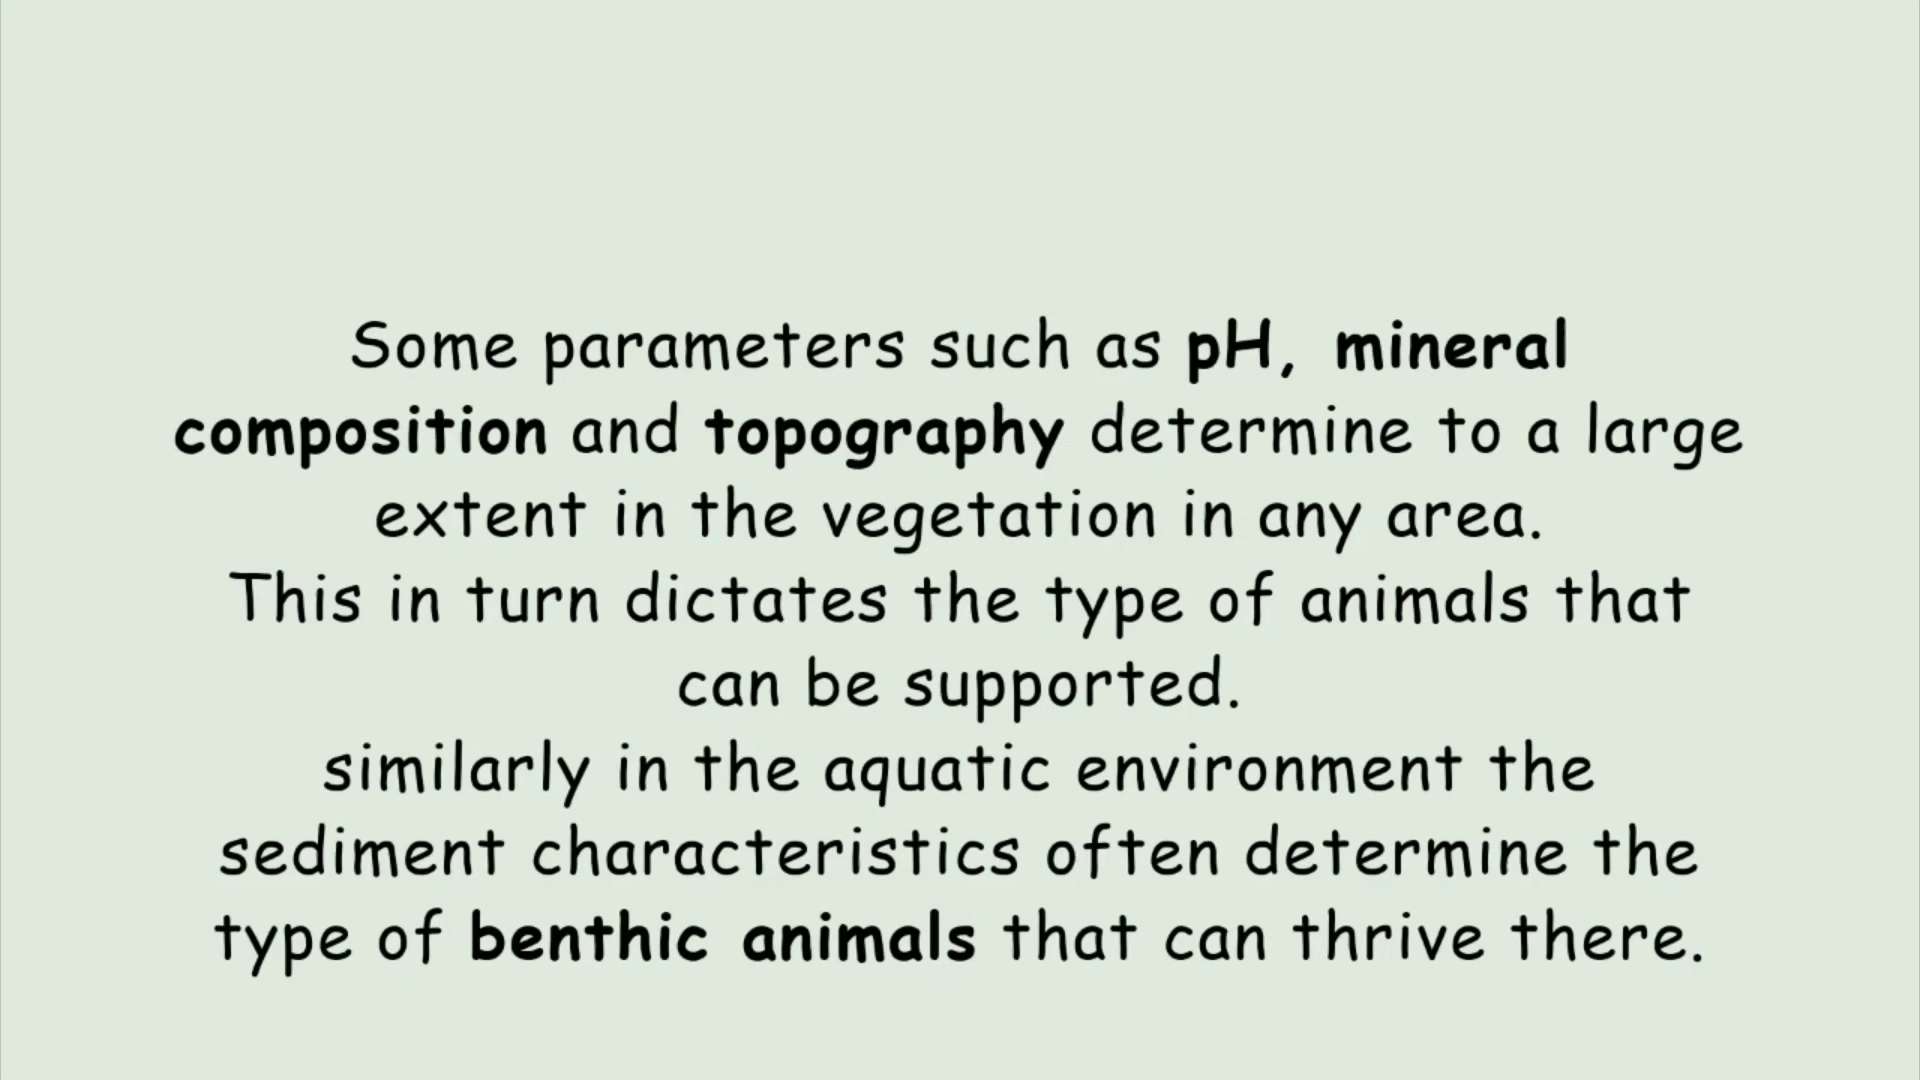 Some parameters such as pH, mineral
composition and topography determine to a large
extent in the vegetation in any area.
This in turn dictates the type of animals that
can be supported.
similarly in the aquatic environment the
sediment characteristics often determine the
type of benthic animals that can thrive there.